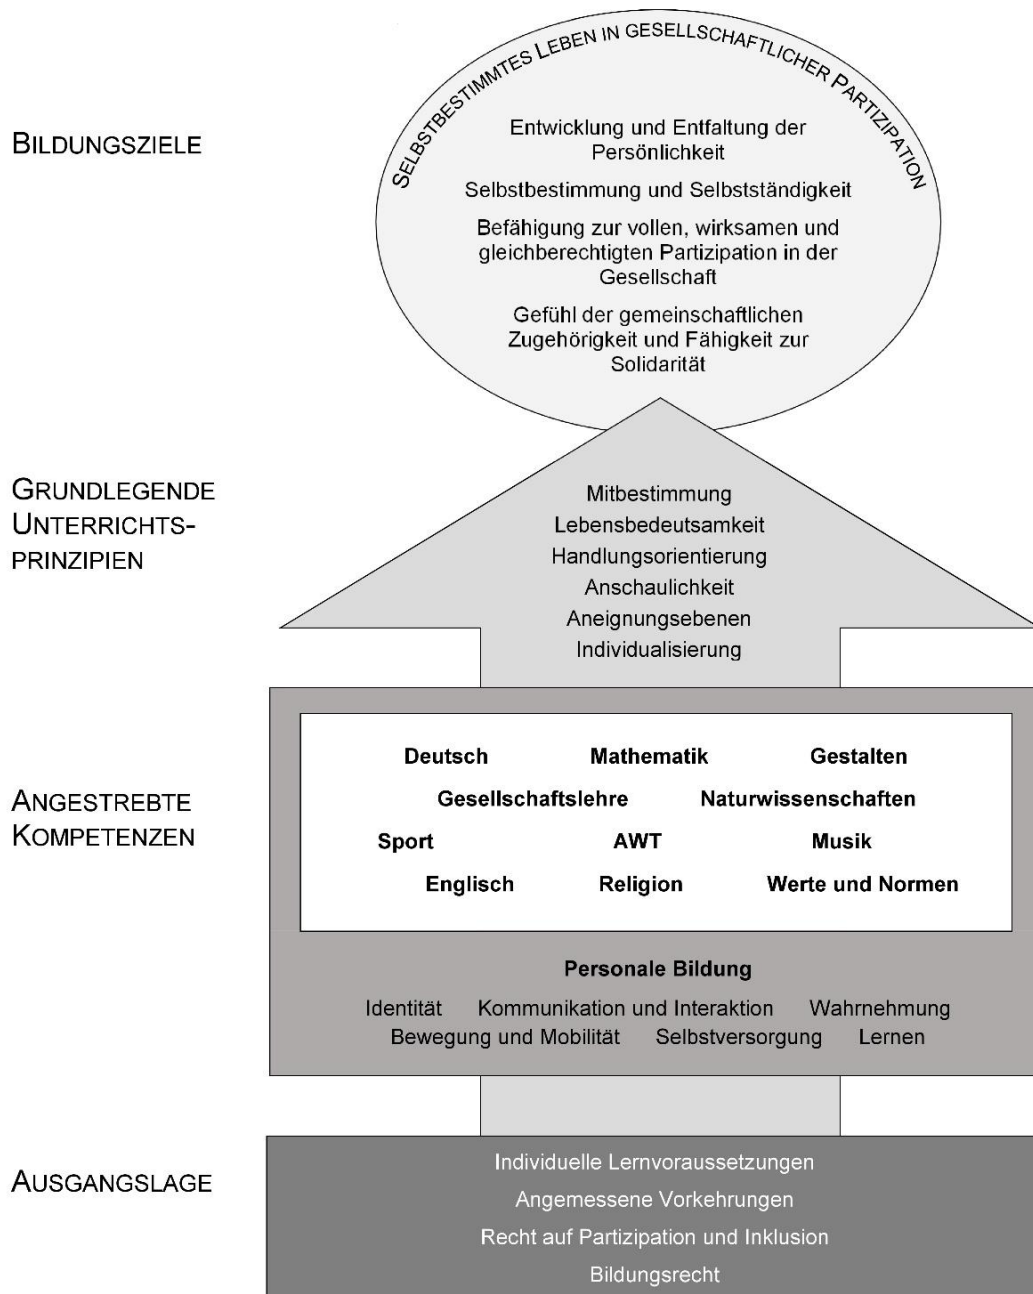 SELBSTBESTIMMTES LEBEN IN GESELLSCHAFTLICHER PARTIZIPATION
BILDUNGSZIELE
Entwicklung und Entfaltung der
Persönlichkeit
Selbstbestimmung und Selbstständigkeit
Befähigung zur vollen, wirksamen und
gleichberechtigten Partizipation in der
Gesellschaft
Gefühl der gemeinschaftlichen
Zugehörigkeit und Fähigkeit zur
Solidarität
GRUNDLEGENDE
UNTERRICHTS-
PRINZIPIEN
Mitbestimmung
Lebensbedeutsamkeit
Handlungsorientierung
Anschaulichkeit
Aneignungsebenen
Individualisierung
ANGESTREBTE
KOMPETENZEN
Deutsch Mathematik Gestalten
Gesellschaftslehre Naturwissenschaften
Sport AWT Musik
Englisch Religion Werte und Normen
Personale Bildung
Identität Kommunikation und Interaktion Wahrnehmung
Bewegung und Mobilität Selbstversorgung Lernen
AUSGANGSLAGE
Individuelle Lernvoraussetzungen
Angemessene Vorkehrungen
Recht auf Partizipation und Inklusion
Bildungsrecht